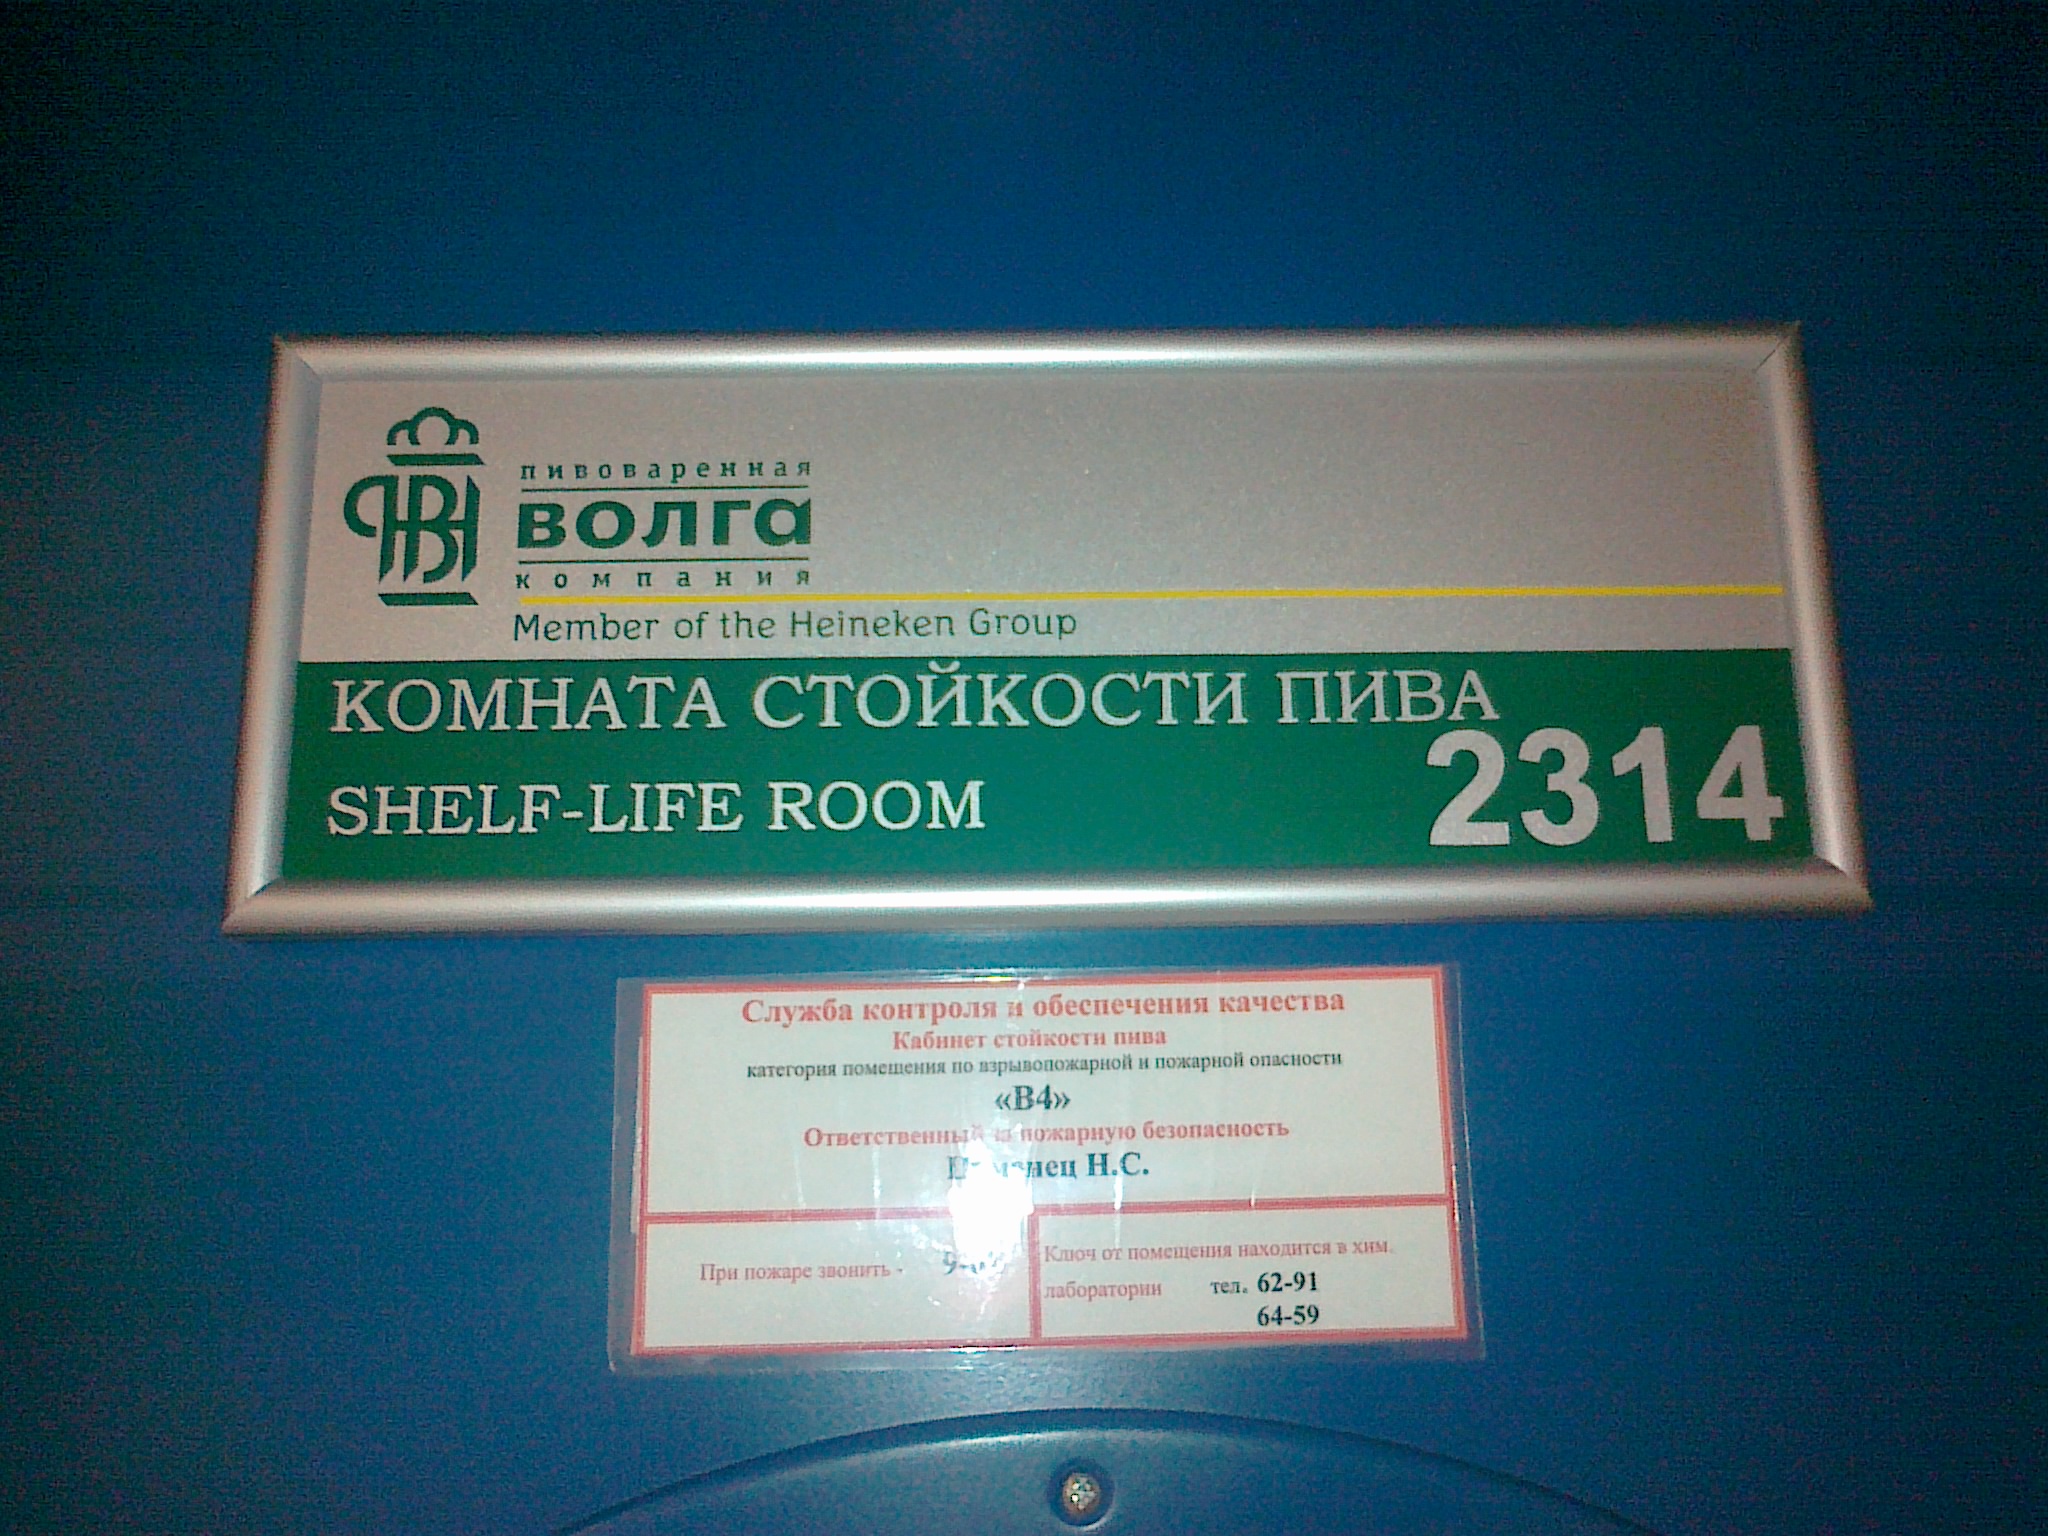 пивоваренная
волга
компания
Member of the Heineken Group
КОМНАТА СТОЙКОСТИ ПИВА
2314
SHELF-LIFE ROOM
Служба контроля и обеспечения качества
Кабинет стойкости пива
категория помещения по взрывопожарной и пожарной опасности
«В4»
Ответственный за пожарную безопасность
Н.С.
При пожаре звонить -
Ключ от помещения находится в хим.
лаборатории тел. 62-91
64-59